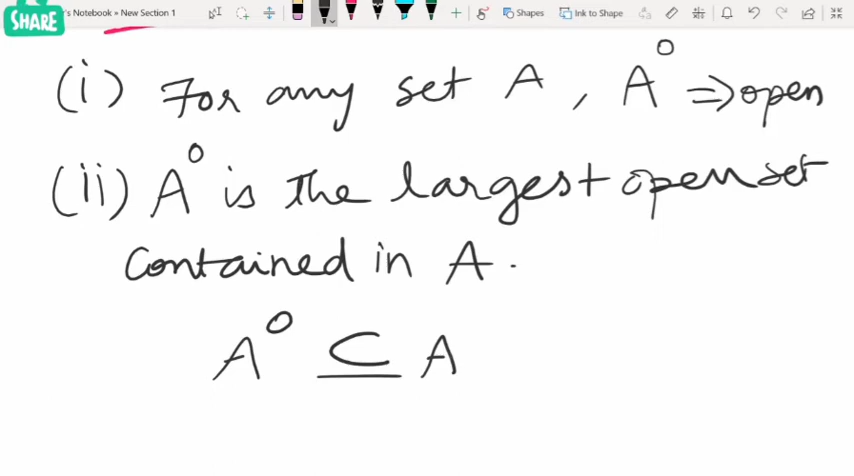 SHARE
's Notebook » New Section 1
Shapes
Ink to Shape
(i) For any set A, A° ⇒ open
(ii) A° is the largest open set
contained in A.
A° ⊆ A